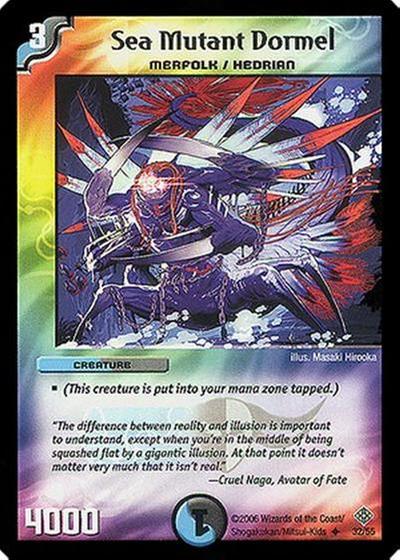 3
Sea Mutant Dormel
MERFOLK / HEDRIAN
illus. Masaki Hirooka
CREATURE
▪ (This creature is put into your mana zone tapped.)
"The difference between reality and illusion is important
to understand, except when you're in the middle of being
squashed flat by a gigantic illusion. At that point it doesn't
matter very much that it isn't real."
—Cruel Naga, Avatar of Fate
4000
1
©2006 Wizards of the Coast/
Shogakukan/Mitsui-Kids ♦ 32/55